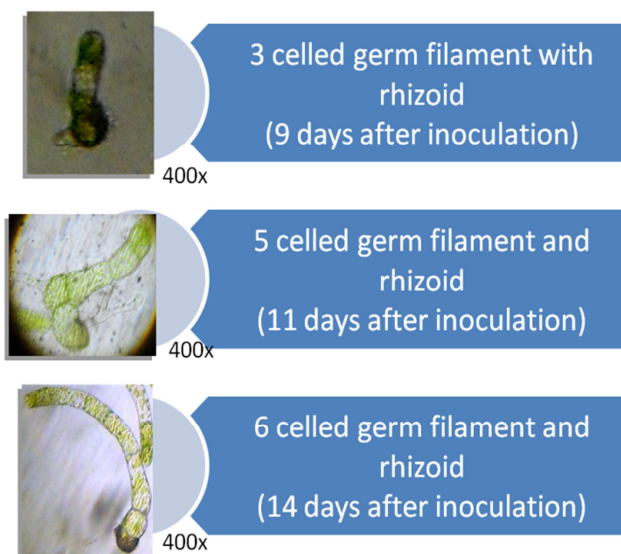 3 celled germ filament with
rhizoid
(9 days after inoculation)
400x
5 celled germ filament and
rhizoid
(11 days after inoculation)
400x
6 celled germ filament and
rhizoid
(14 days after inoculation)
400x